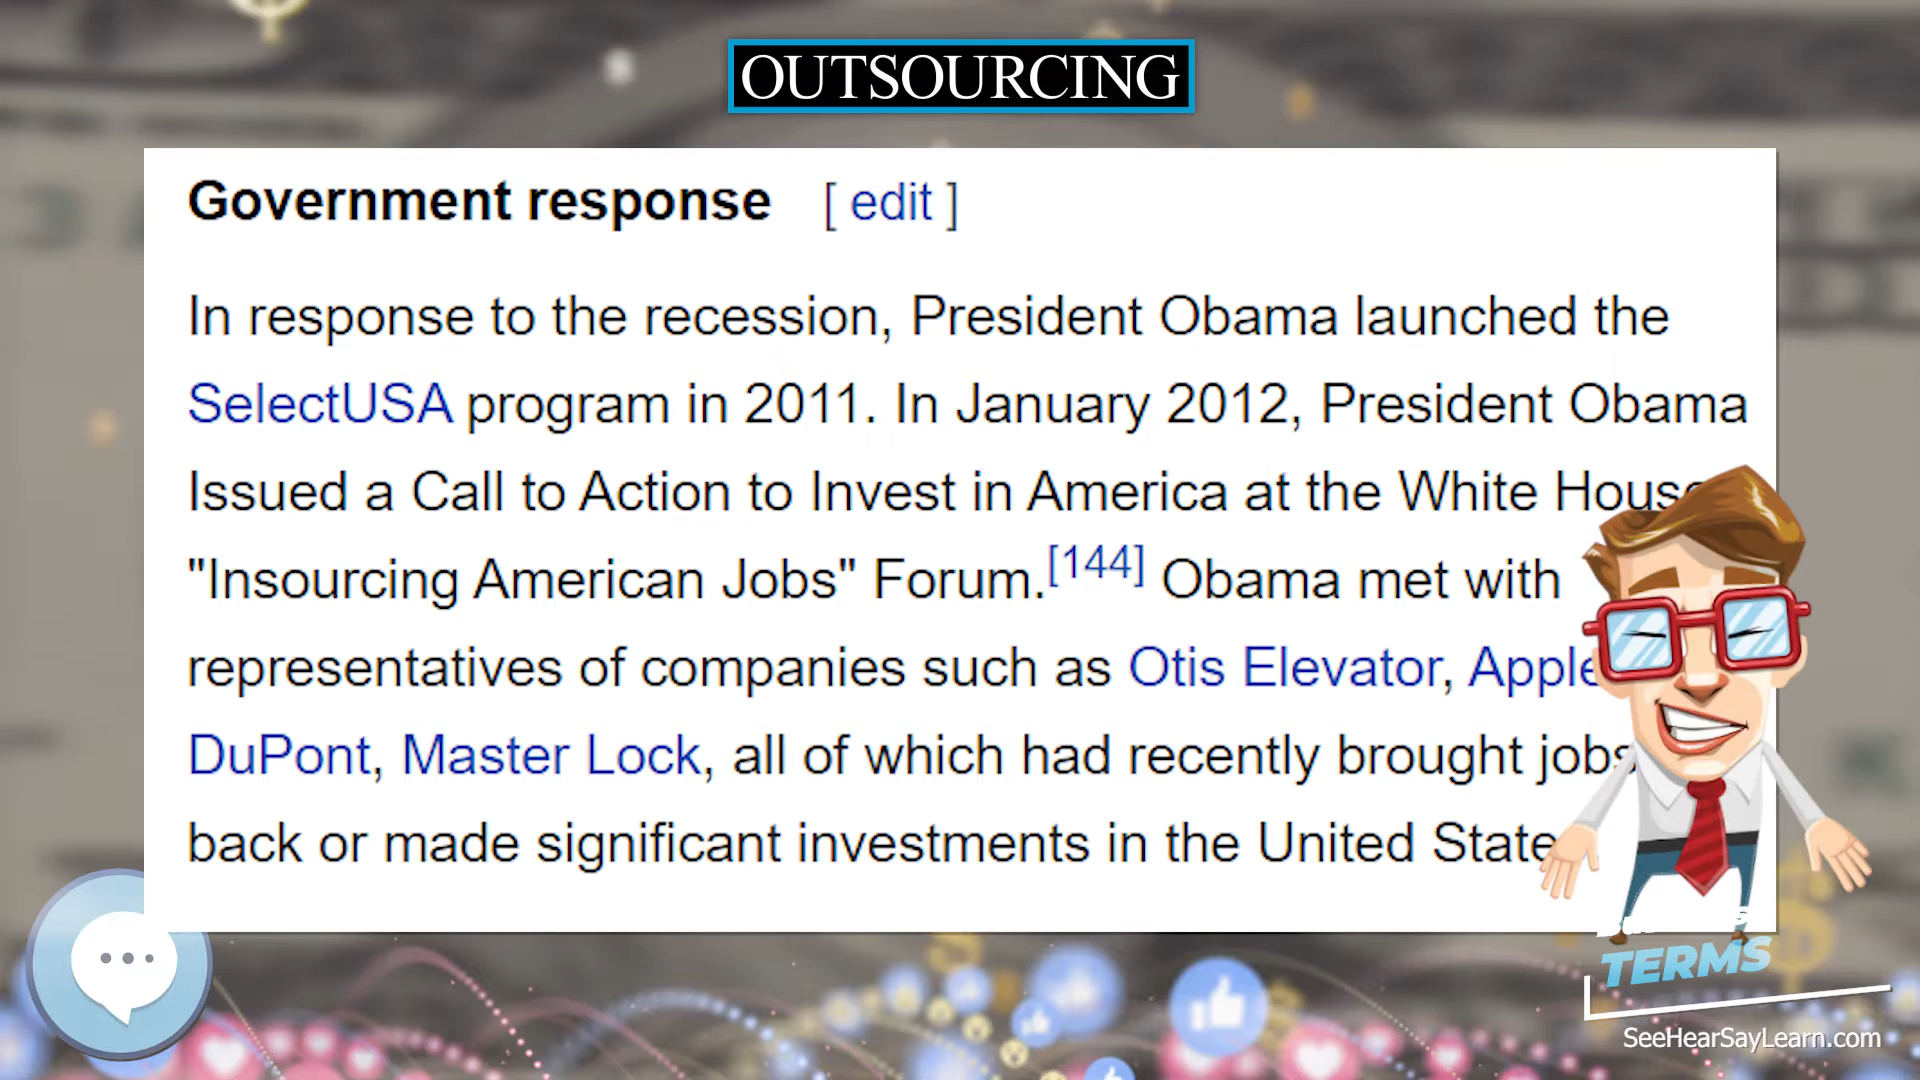 OUTSOURCING
Government response [ edit ]
In response to the recession, President Obama launched the
SelectUSA program in 2011. In January 2012, President Obama
Issued a Call to Action to Invest in America at the White
"Insourcing American Jobs" Forum.[144] Obama met with
representatives of companies such as Otis Elevator, Apple
DuPont, Master Lock, all of which had recently brought jobs
back or made significant investments in the United
TERMS
SeeHearSayLearn.com